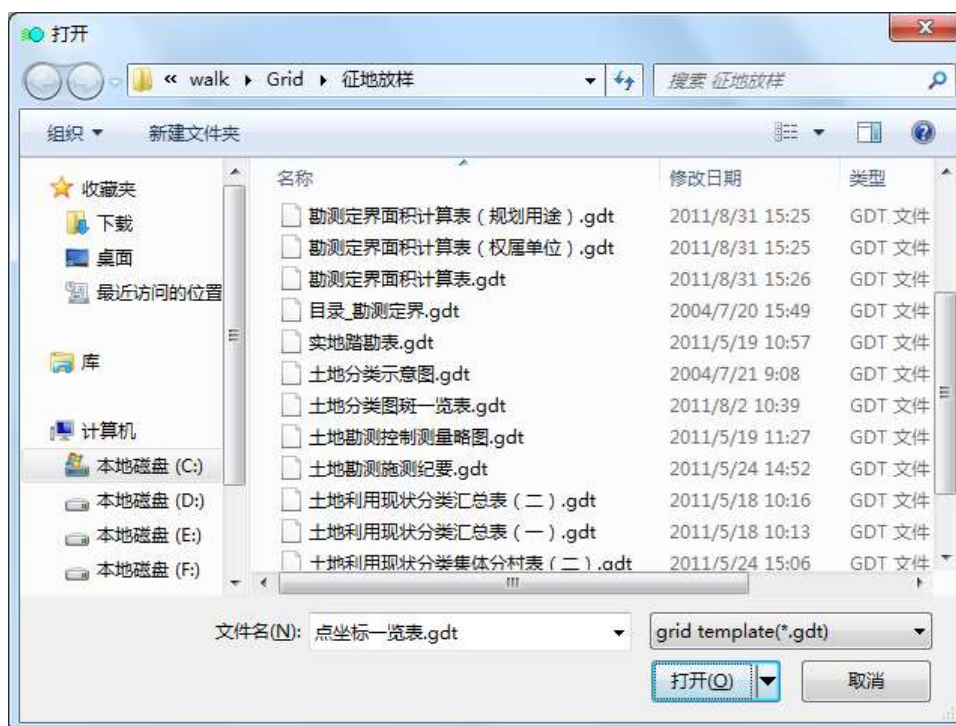 打开
« walk ▸ Grid ▸ 征地放样
搜索 征地放样
组织
新建文件夹
收藏夹
下载
桌面
最近访问的位置
库
计算机
本地磁盘 (C:)
本地磁盘 (D:)
本地磁盘 (E:)
本地磁盘 (F:)
名称 修改日期 类型
勘测定界面积计算表（规划用途）.gdt 2011/8/31 15:25 GDT 文件
勘测定界面积计算表（权属单位）.gdt 2011/8/31 15:25 GDT 文件
勘测定界面积计算表.gdt 2011/8/31 15:26 GDT 文件
目录_勘测定界.gdt 2004/7/20 15:49 GDT 文件
实地踏勘表.gdt 2011/5/19 10:57 GDT 文件
土地分类示意图.gdt 2004/7/21 9:08 GDT 文件
土地分类图斑一览表.gdt 2011/8/2 10:39 GDT 文件
土地勘测控制测量略图.gdt 2011/5/19 11:27 GDT 文件
土地勘测施测纪要.gdt 2011/5/24 14:52 GDT 文件
土地利用现状分类汇总表（二）.gdt 2011/5/18 10:16 GDT 文件
土地利用现状分类汇总表（一）.gdt 2011/5/18 10:13 GDT 文件
土地利用现状分类集体分村表（二）.gdt 2011/5/24 15:06 GDT 文件
文件名(N): 点坐标一览表.gdt
grid template(*.gdt)
打开(O)
取消